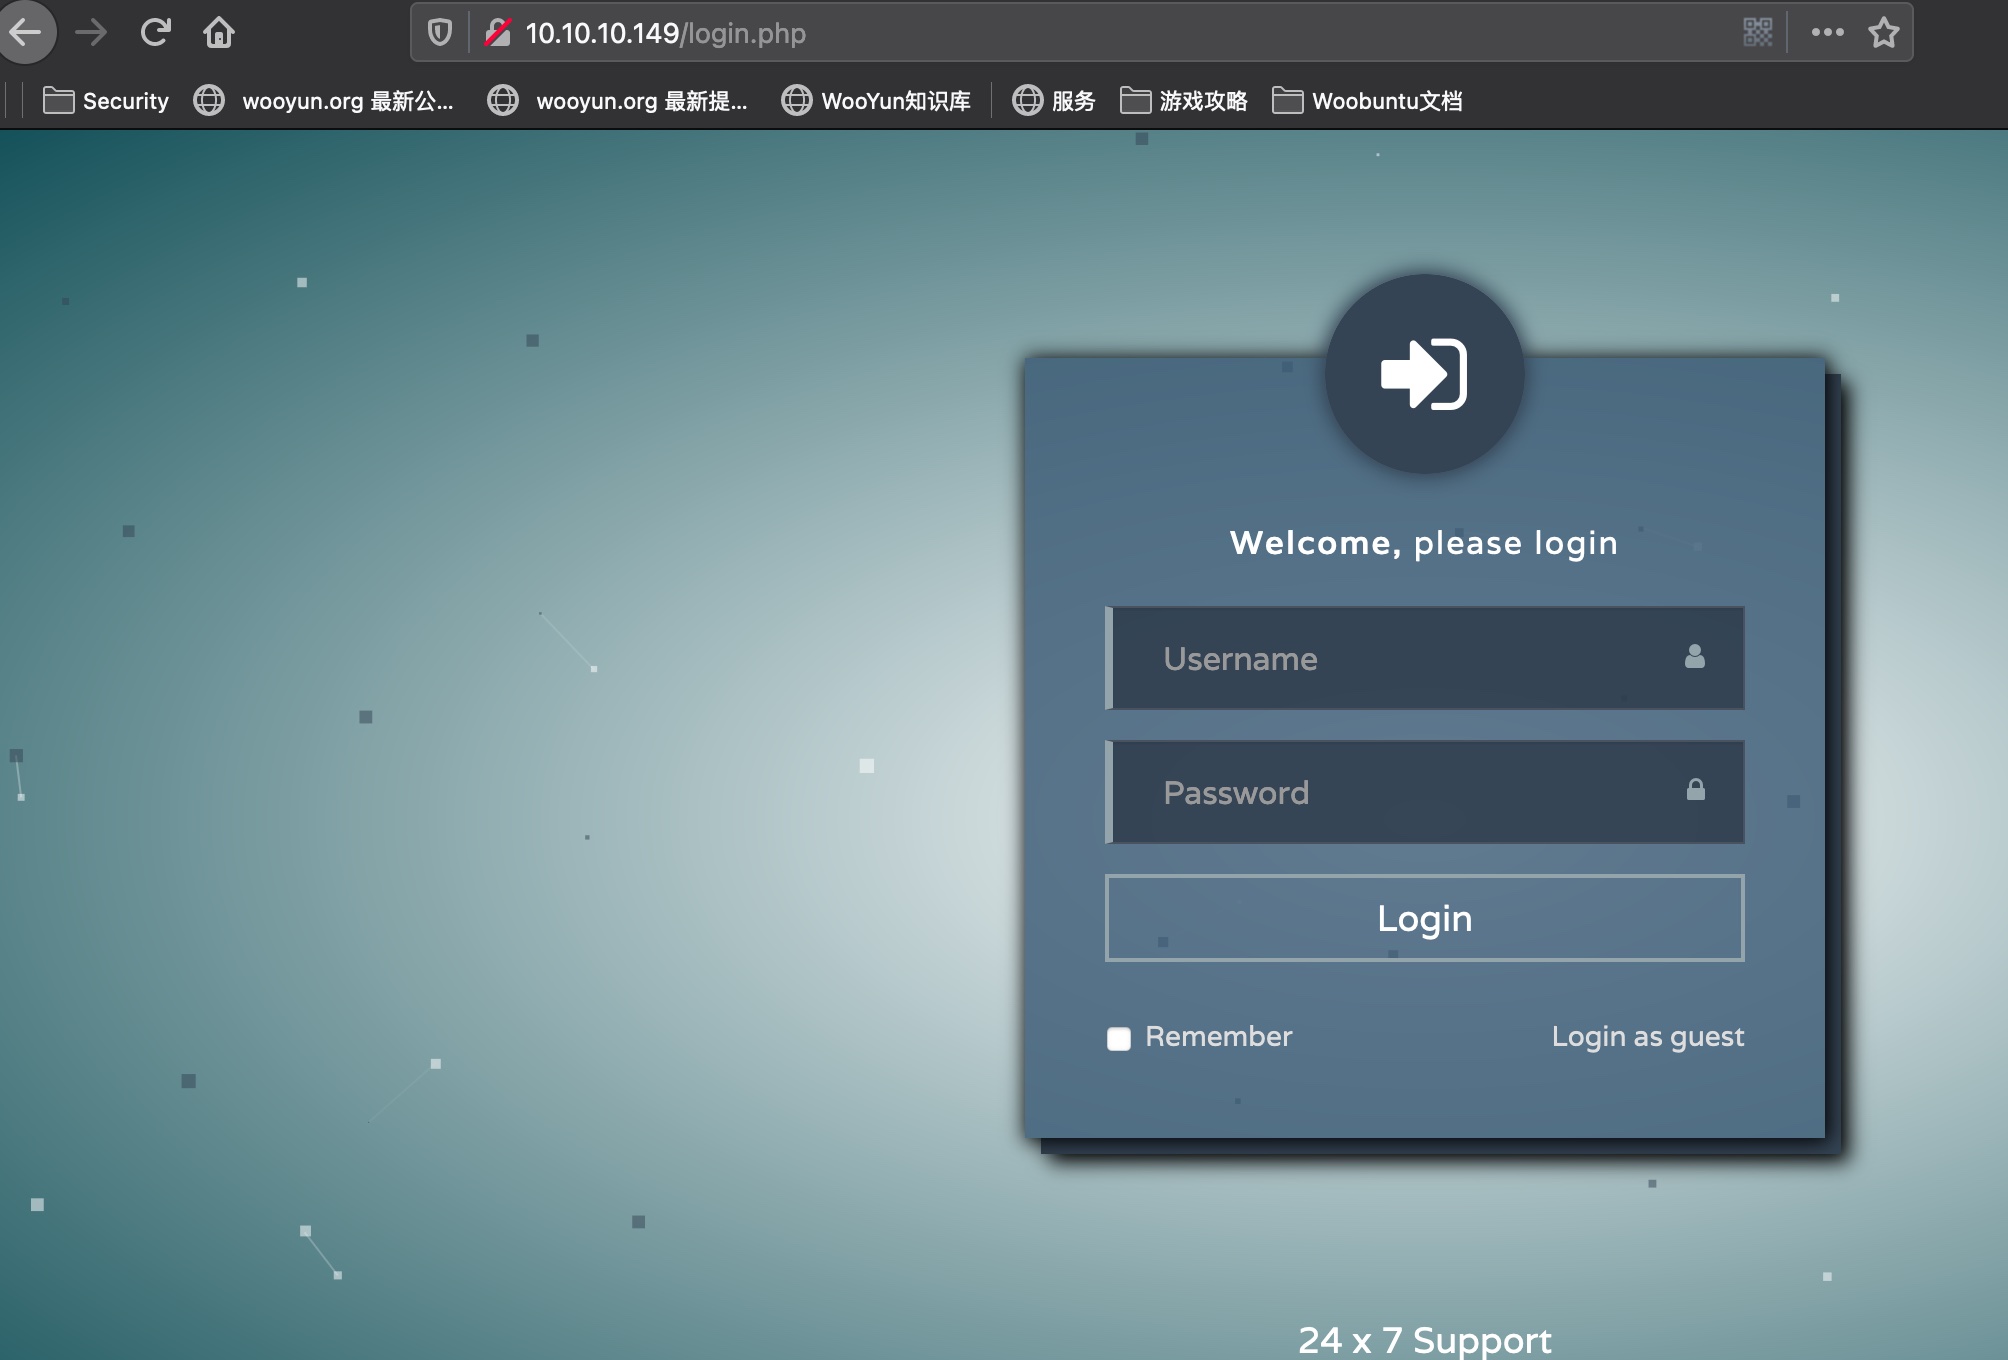 10.10.10.149/login.php
Security wooyun.org 最新公... wooyun.org 最新提... WooYun知识库 服务 游戏攻略 Woobuntu文档
Welcome, please login
Username
Password
Login
Remember Login as guest
24 x 7 Support